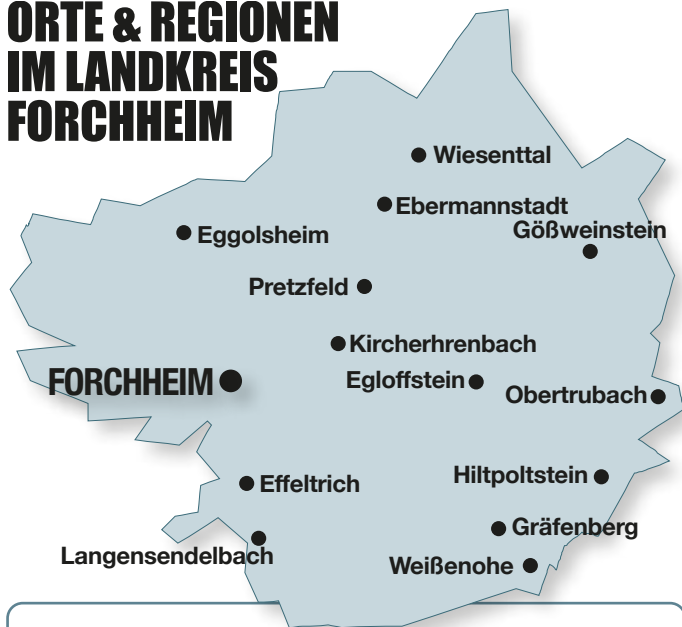 ORTE & REGIONEN
IM LANDKREIS
FORCHHEIM
Wiesenttal
Ebermannstadt
Gößweinstein
Eggolsheim
Pretzfeld
Kircherhrenbach
FORCHHEIM
Egloffstein
Obertrubach
Effeltrich
Hiltpoltstein
Gräfenberg
Langensendelbach
Weißenohe